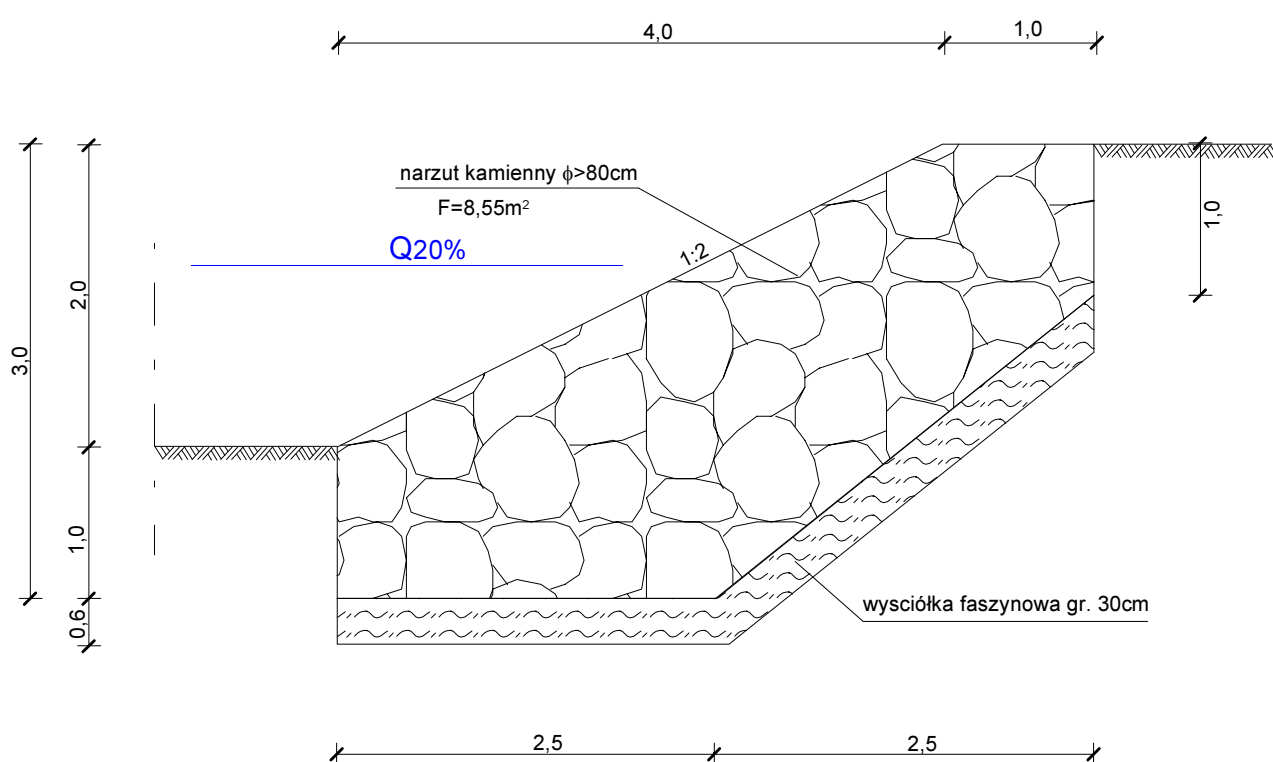 4,0
1,0
narzut kamienny ϕ>80cm
F=8,55m²
Q20%
1:2
1,0
2,0
3,0
1,0
0,6
wysciółka faszynowa gr. 30cm
2,5
2,5